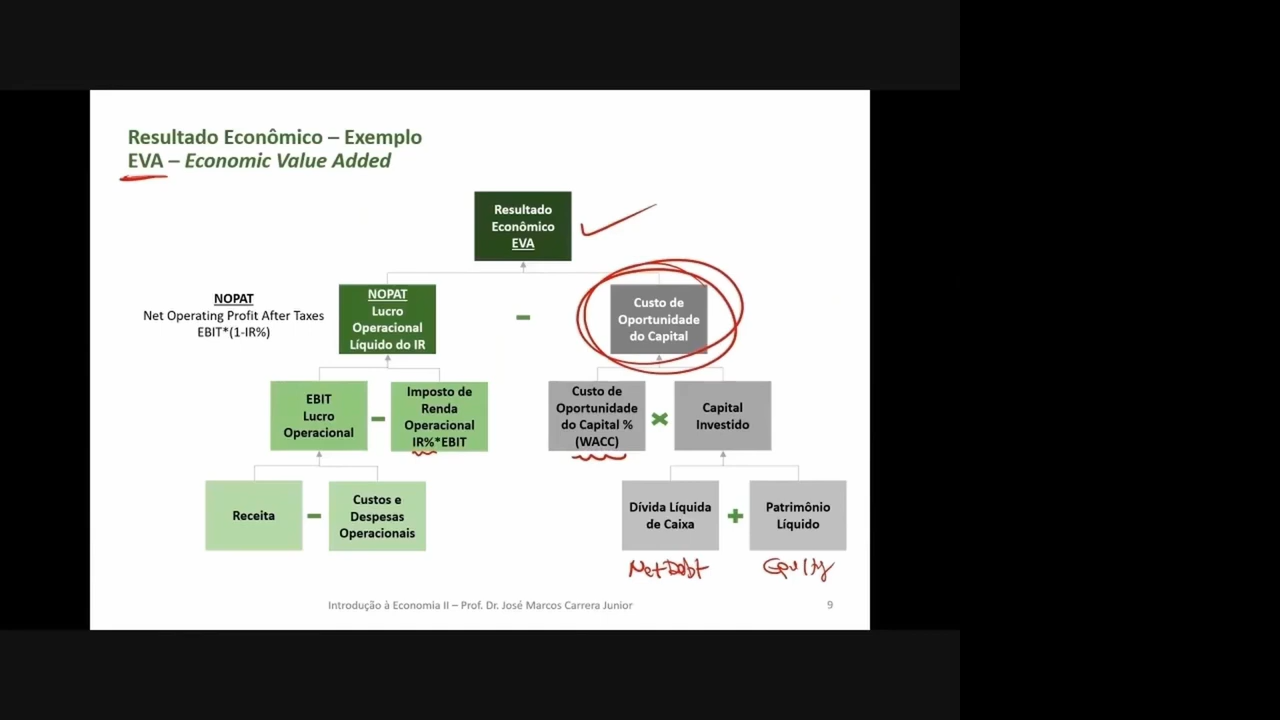 Resultado Econômico – Exemplo
EVA – Economic Value Added
Resultado
Econômico
EVA
NOPAT
Net Operating Profit After Taxes
EBIT*(1-IR%)
NOPAT
Lucro
Operacional
Líquido do IR
-
Custo de
Oportunidade
do Capital
EBIT
Lucro
Operacional
-
Imposto de
Renda
Operacional
IR%*EBIT
Custo de
Oportunidade
do Capital %
(WACC)
×
Capital
Investido
Receita
-
Custos e
Despesas
Operacionais
Dívida Líquida
de Caixa
+
Patrimônio
Líquido
Net Debt
Equity
Introdução à Economia II – Prof. Dr. José Marcos Carrera Junior
9